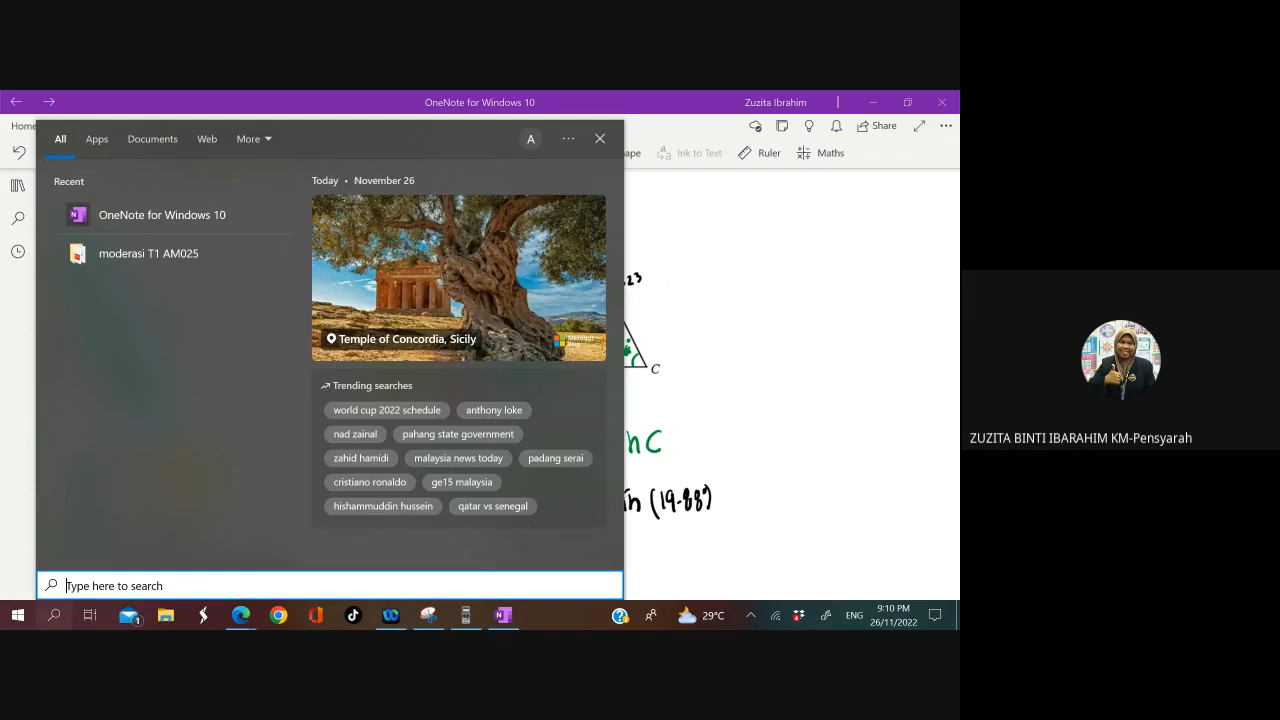 OneNote for Windows 10
Zuzita Ibrahim
Home
Share
All Apps Documents Web More
A
ape
Ink to Text
Ruler
Maths
Recent
Today • November 26
OneNote for Windows 10
moderasi T1 AM025
Temple of Concordia, Sicily
Microsoft
Trending searches
world cup 2022 schedule
anthony loke
nad zainal
pahang state government
zahid hamidi
malaysia news today
padang serai
cristiano ronaldo
ge15 malaysia
hishammuddin hussein
qatar vs senegal
C
n C
in (19.88°)
Type here to search
1
29°C
ENG
9:10 PM
26/11/2022
ZUZITA BINTI IBARAHIM KM-Pensyarah